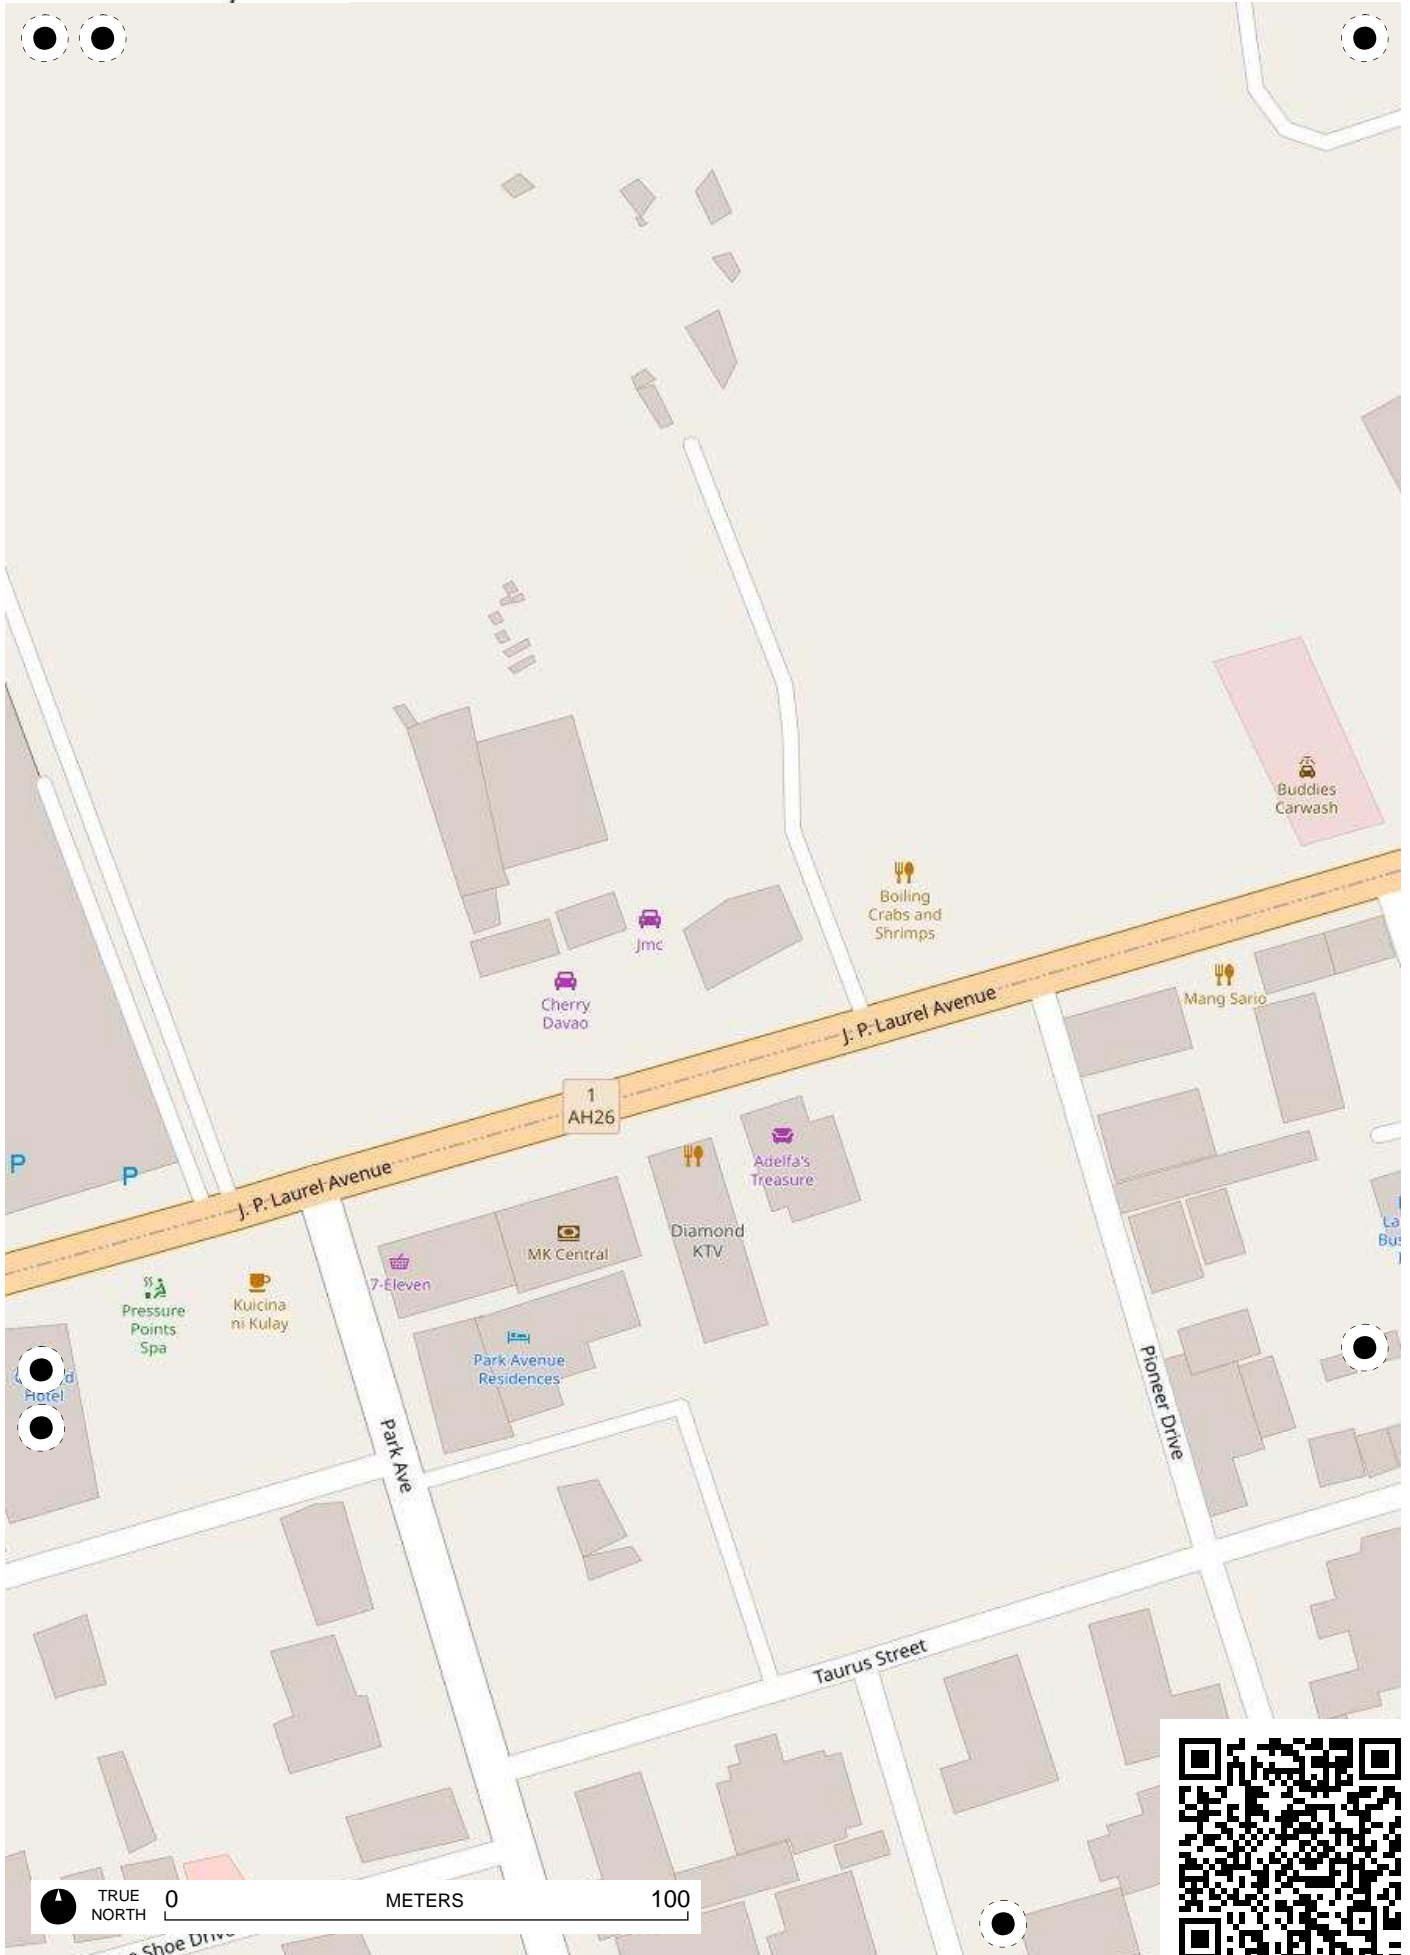 Buddies
Carwash
Boiling
Crabs and
Shrimps
Jmc
Mang Sario
Cherry
Davao
J. P. Laurel Avenue
1
AH26
P
P
Adelfa's
Treasure
J. P. Laurel Avenue
Diamond
KTV
MK Central
7-Eleven
Pressure
Points
Spa
Kuicina
ni Kulay
Park Avenue
Residences
Hotel
Pioneer Drive
Park Ave
Taurus Street
TRUE
NORTH
0
METERS
100
Shoe Drive